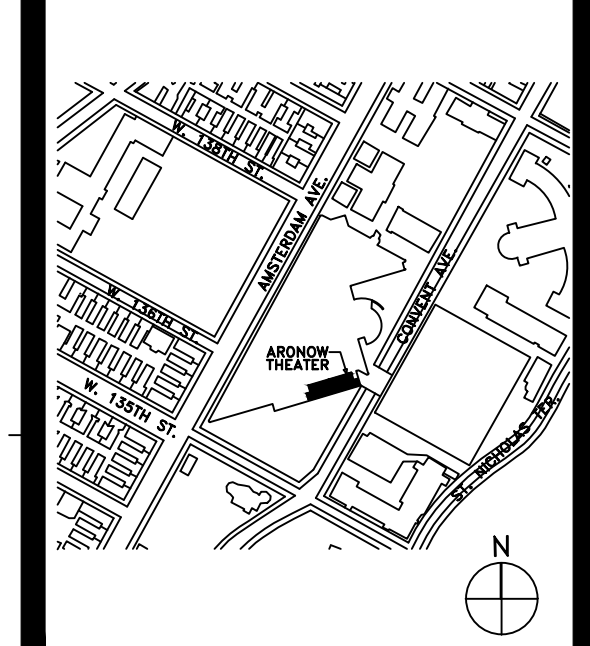 W. 138TH ST.
AMSTERDAM AVE.
CONVENT AVE.
W. 136TH ST.
ARONOW
THEATER
W. 135TH ST.
ST. NICHOLAS TER.
N